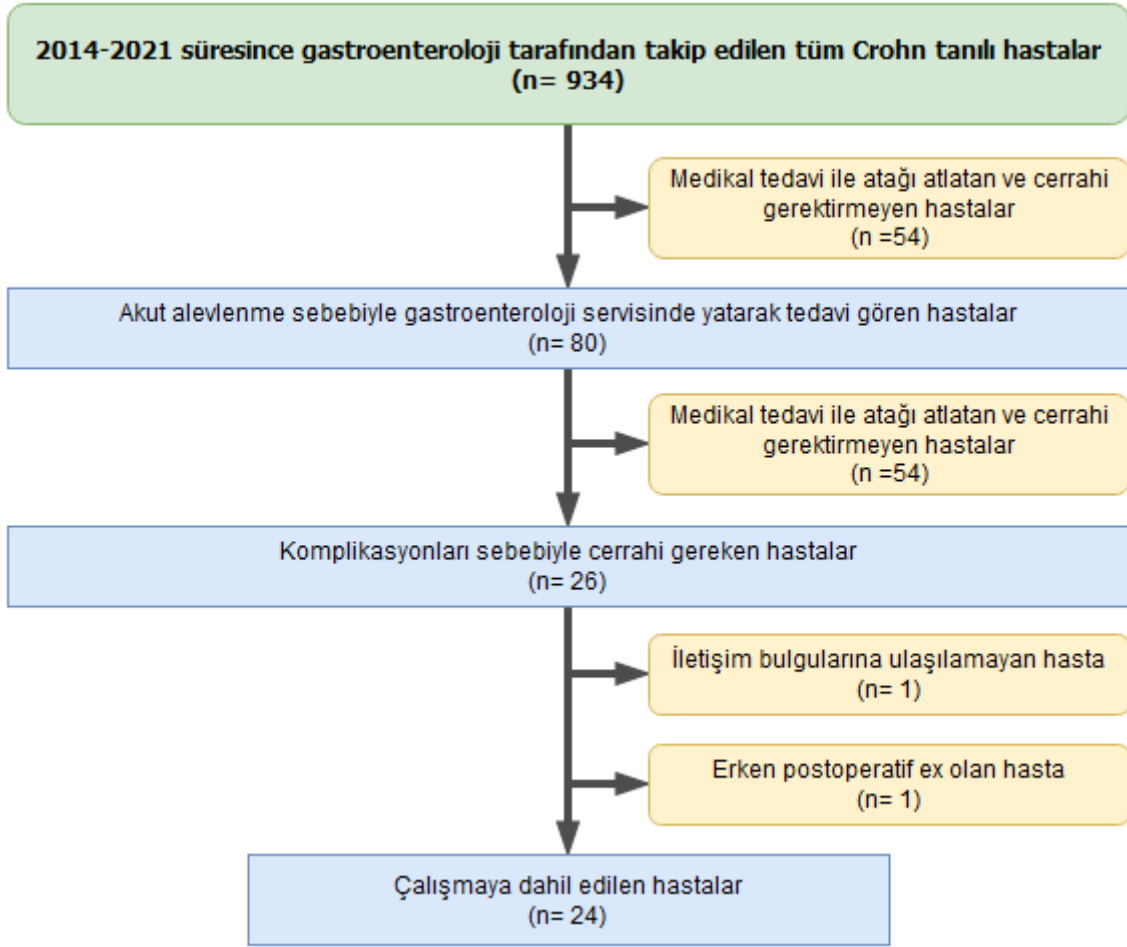 2014-2021 süresince gastroenteroloji tarafından takip edilen tüm Crohn tanılı hastalar
(n= 934)
Medikal tedavi ile atağı atlatan ve cerrahi
gerektirmeyen hastalar
(n =54)
Akut alevlenme sebebiyle gastroenteroloji servisinde yatarak tedavi gören hastalar
(n= 80)
Medikal tedavi ile atağı atlatan ve cerrahi
gerektirmeyen hastalar
(n =54)
Komplikasyonları sebebiyle cerrahi gereken hastalar
(n= 26)
İletişim bulgularına ulaşılamayan hasta
(n= 1)
Erken postoperatif ex olan hasta
(n= 1)
Çalışmaya dahil edilen hastalar
(n= 24)